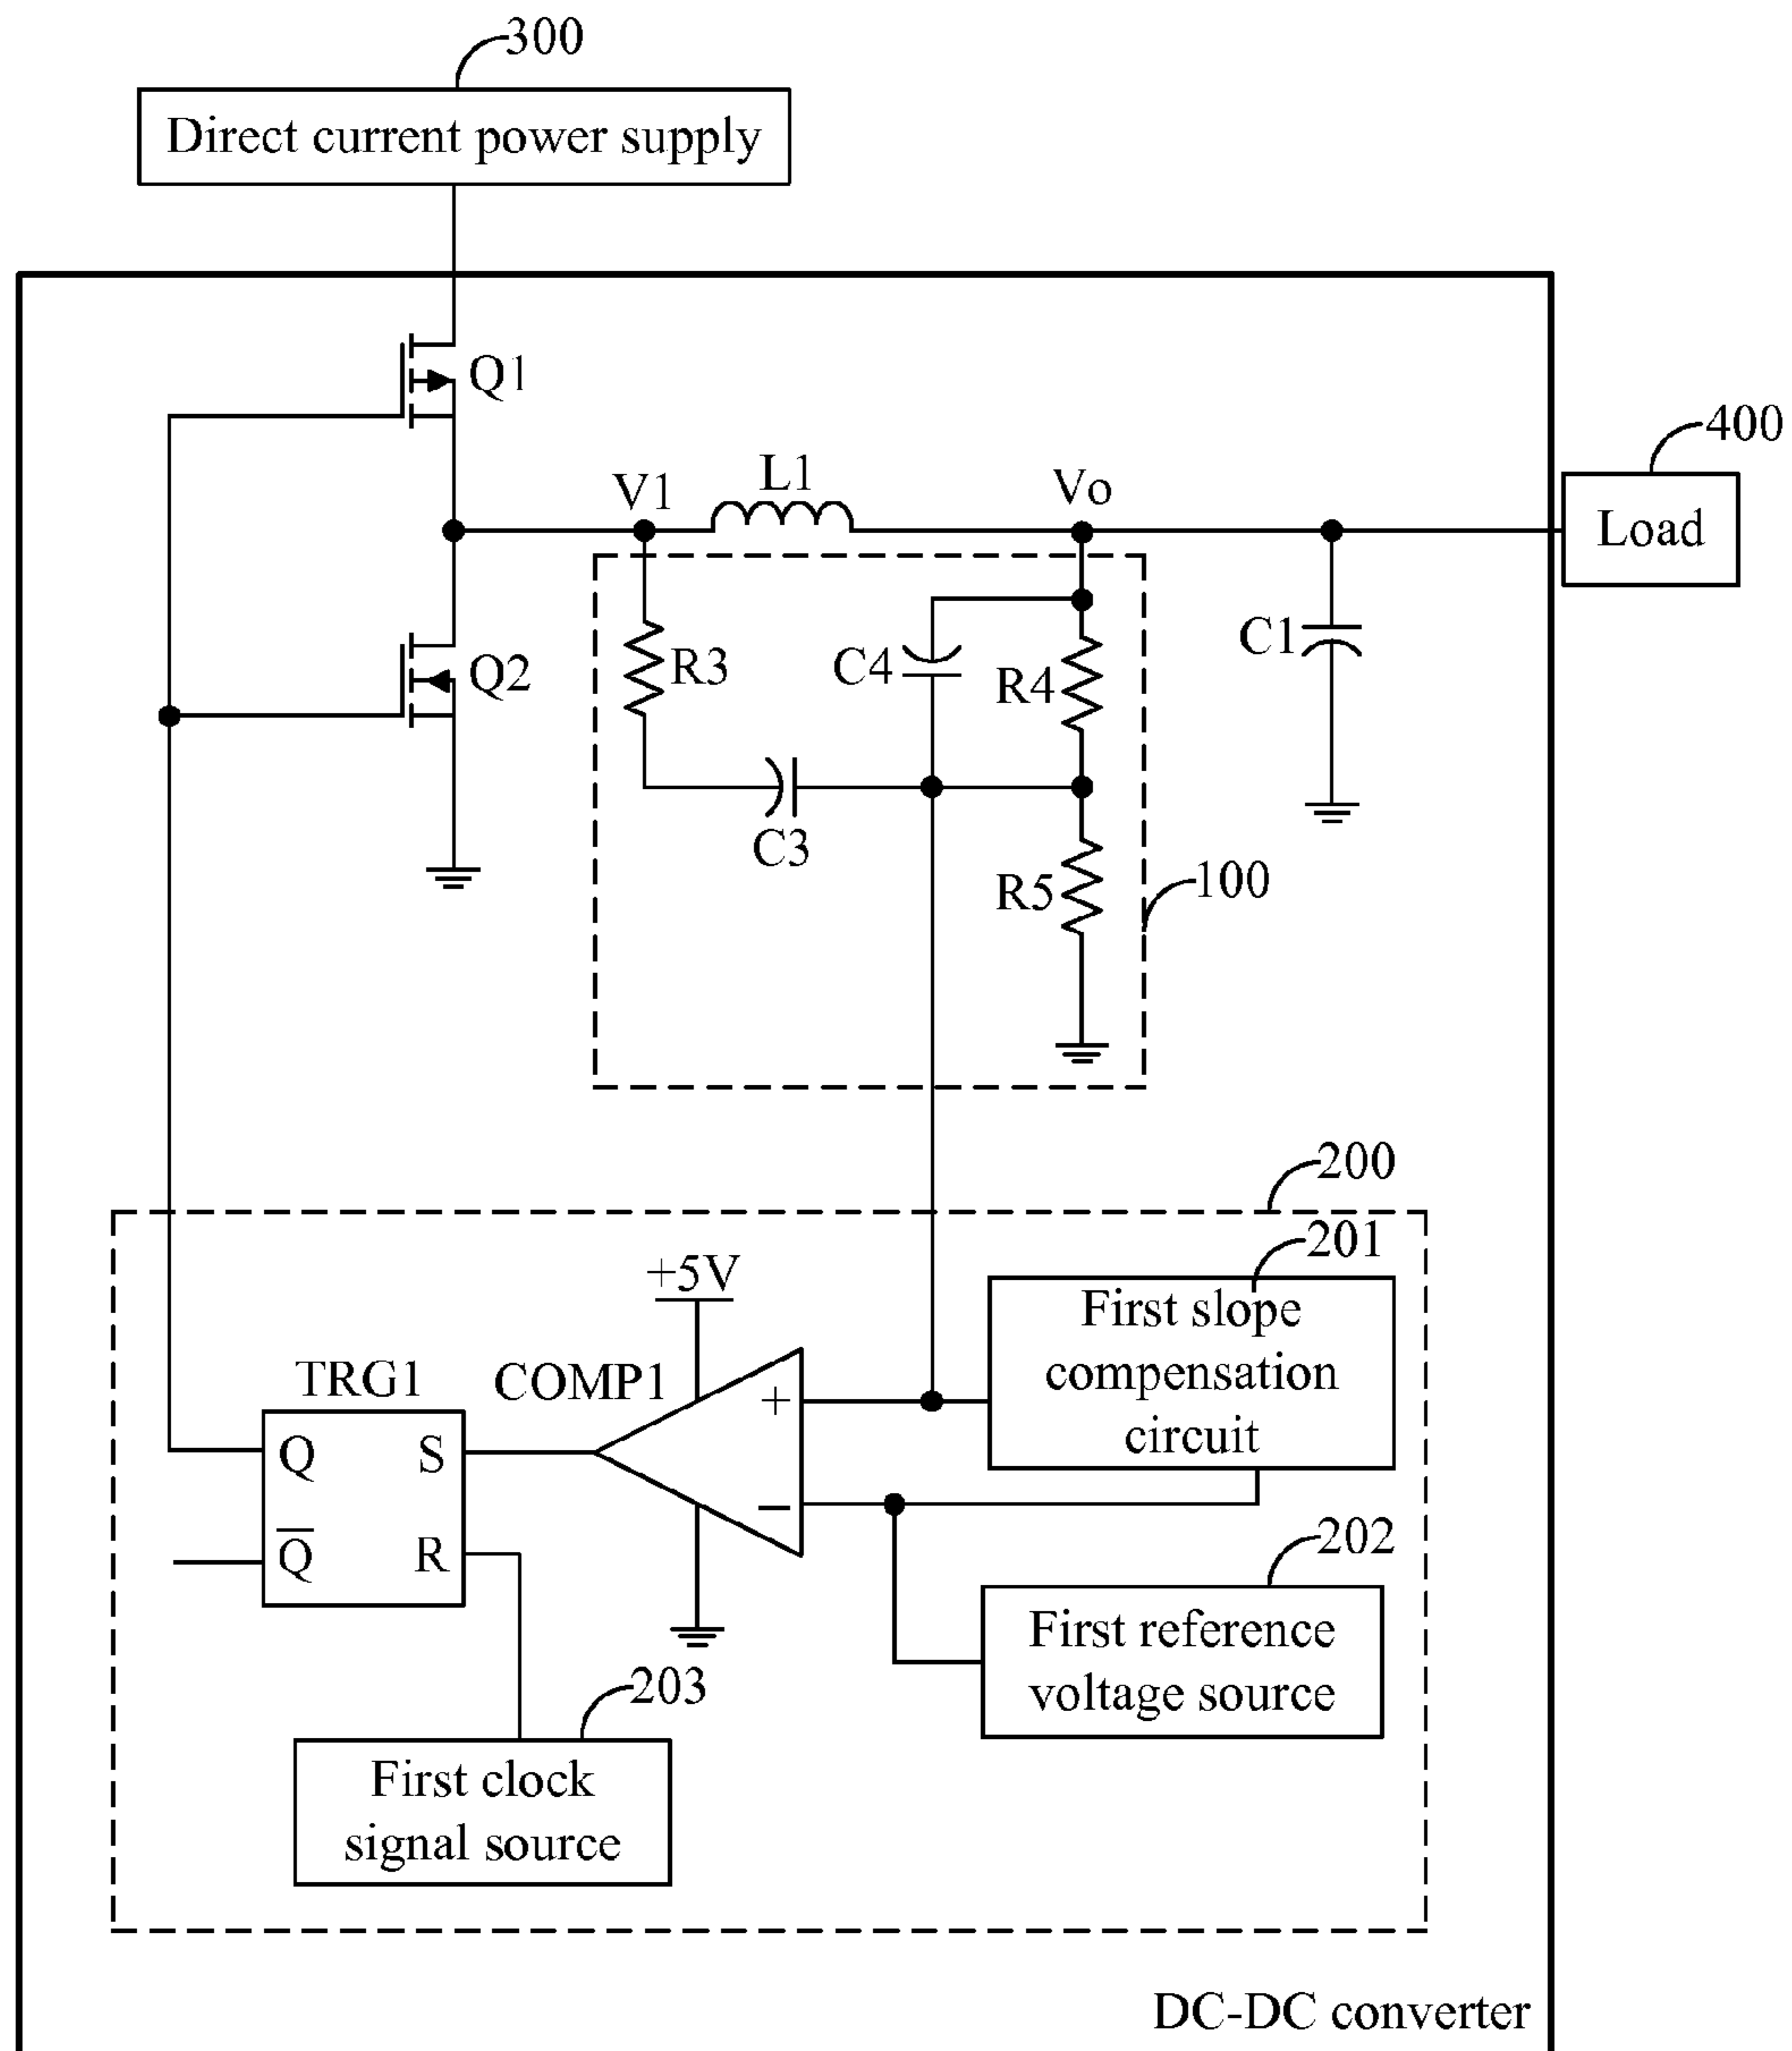 300
Direct current power supply
Q1
400
V1
L1
Vo
Load
Q2
R3
C4
R4
C1
C3
R5
100
200
201
+5V
First slope
compensation
circuit
TRG1
COMP1
+
Q
S
−
Q̅
R
202
First reference
voltage source
203
First clock
signal source
DC-DC converter